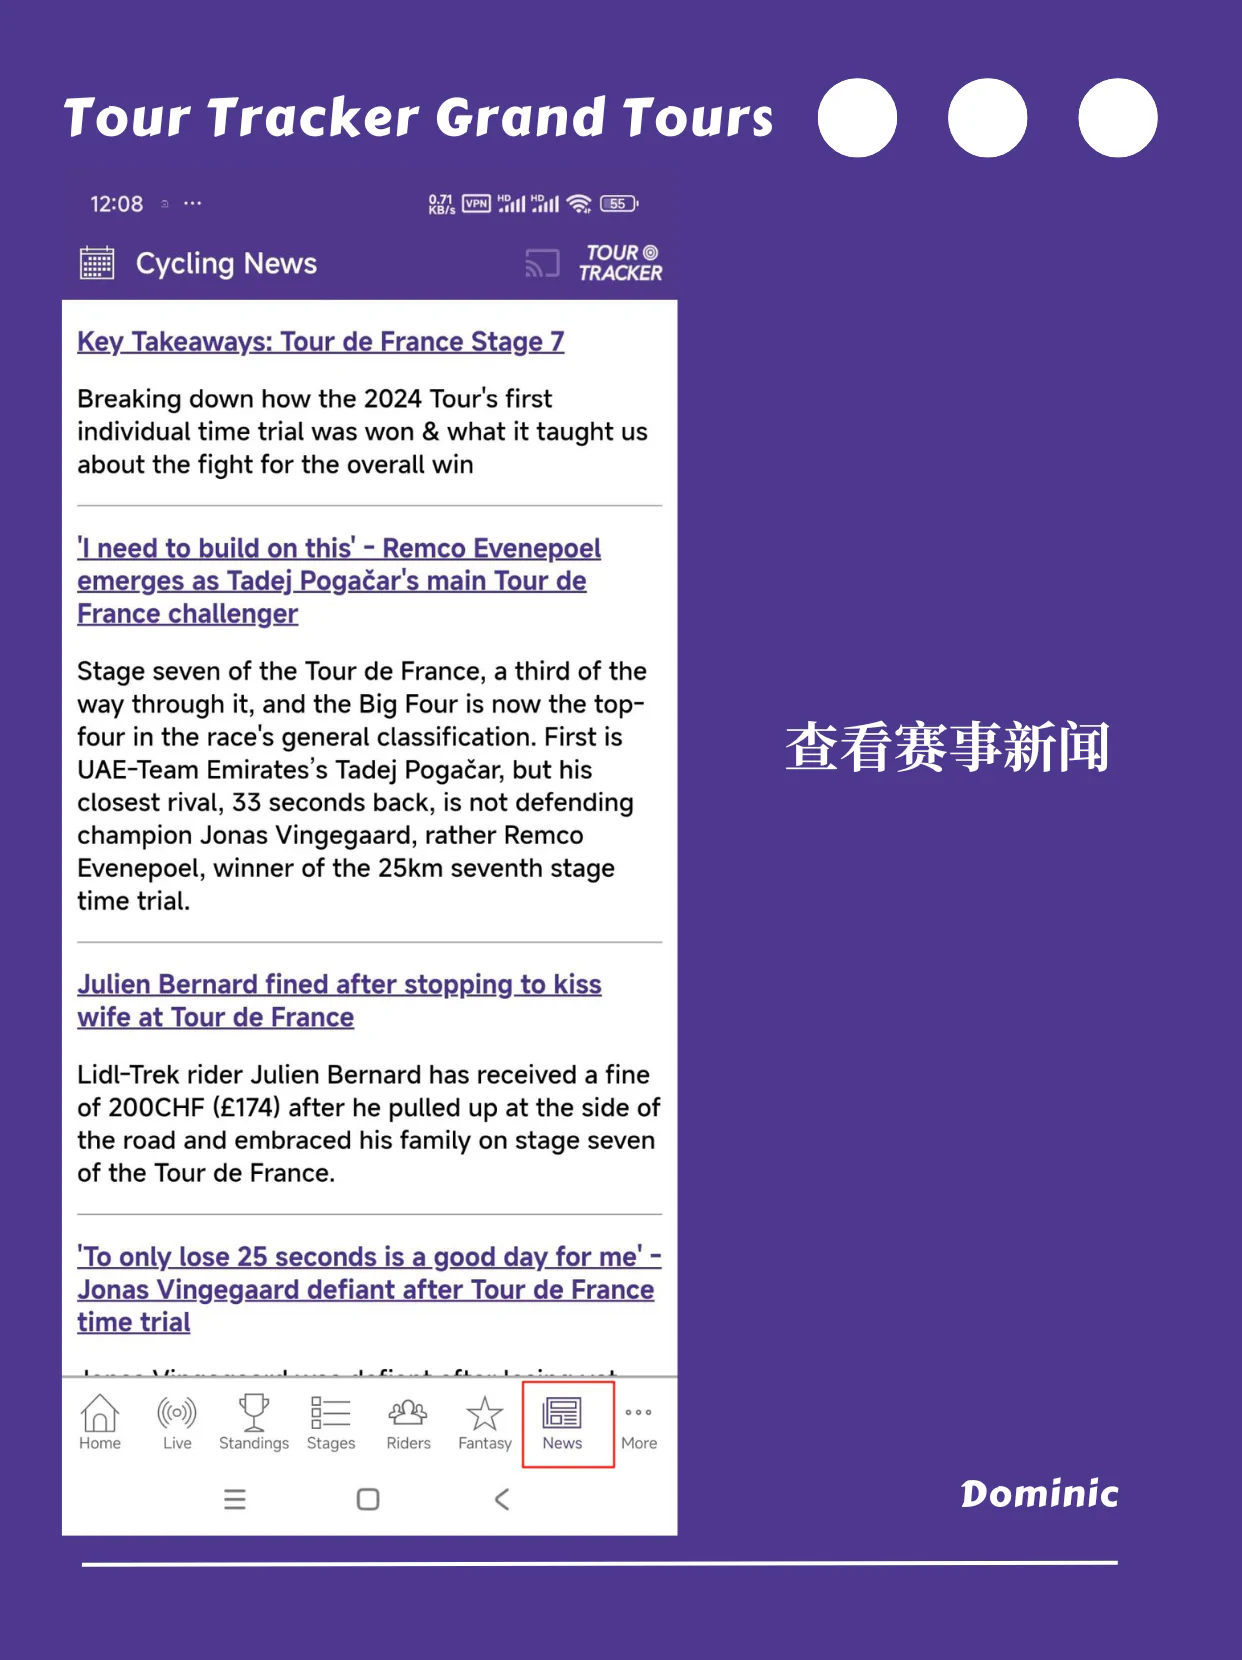 Tour Tracker Grand Tours
12:08
0.71 KB/s VPN HD HD 55
Cycling News
TOUR
TRACKER
Key Takeaways: Tour de France Stage 7
Breaking down how the 2024 Tour's first
individual time trial was won & what it taught us
about the fight for the overall win
'I need to build on this' - Remco Evenepoel
emerges as Tadej Pogačar's main Tour de
France challenger
Stage seven of the Tour de France, a third of the
way through it, and the Big Four is now the top-
four in the race's general classification. First is
UAE-Team Emirates’s Tadej Pogačar, but his
closest rival, 33 seconds back, is not defending
champion Jonas Vingegaard, rather Remco
Evenepoel, winner of the 25km seventh stage
time trial.
查看赛事新闻
Julien Bernard fined after stopping to kiss
wife at Tour de France
Lidl-Trek rider Julien Bernard has received a fine
of 200CHF (£174) after he pulled up at the side of
the road and embraced his family on stage seven
of the Tour de France.
'To only lose 25 seconds is a good day for me' -
Jonas Vingegaard defiant after Tour de France
time trial
Home Live Standings Stages Riders Fantasy News More
Dominic